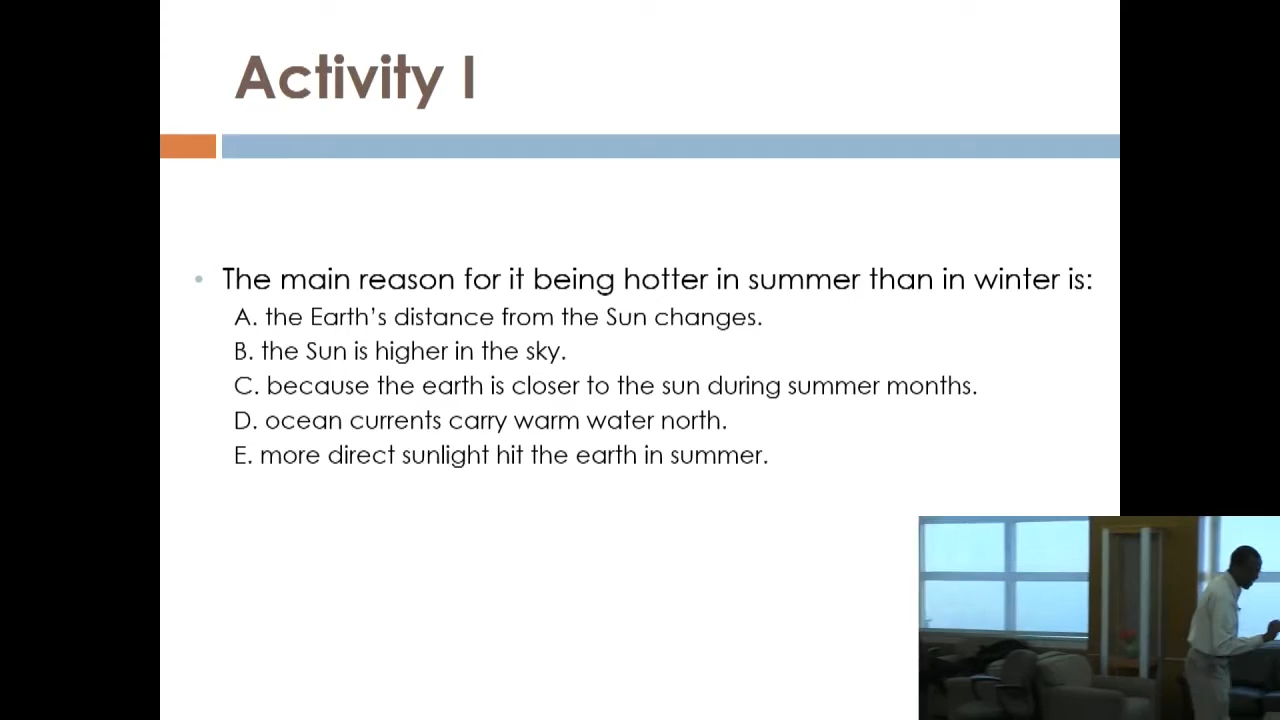 Activity I
• The main reason for it being hotter in summer than in winter is:
A. the Earth's distance from the Sun changes.
B. the Sun is higher in the sky.
C. because the earth is closer to the sun during summer months.
D. ocean currents carry warm water north.
E. more direct sunlight hit the earth in summer.